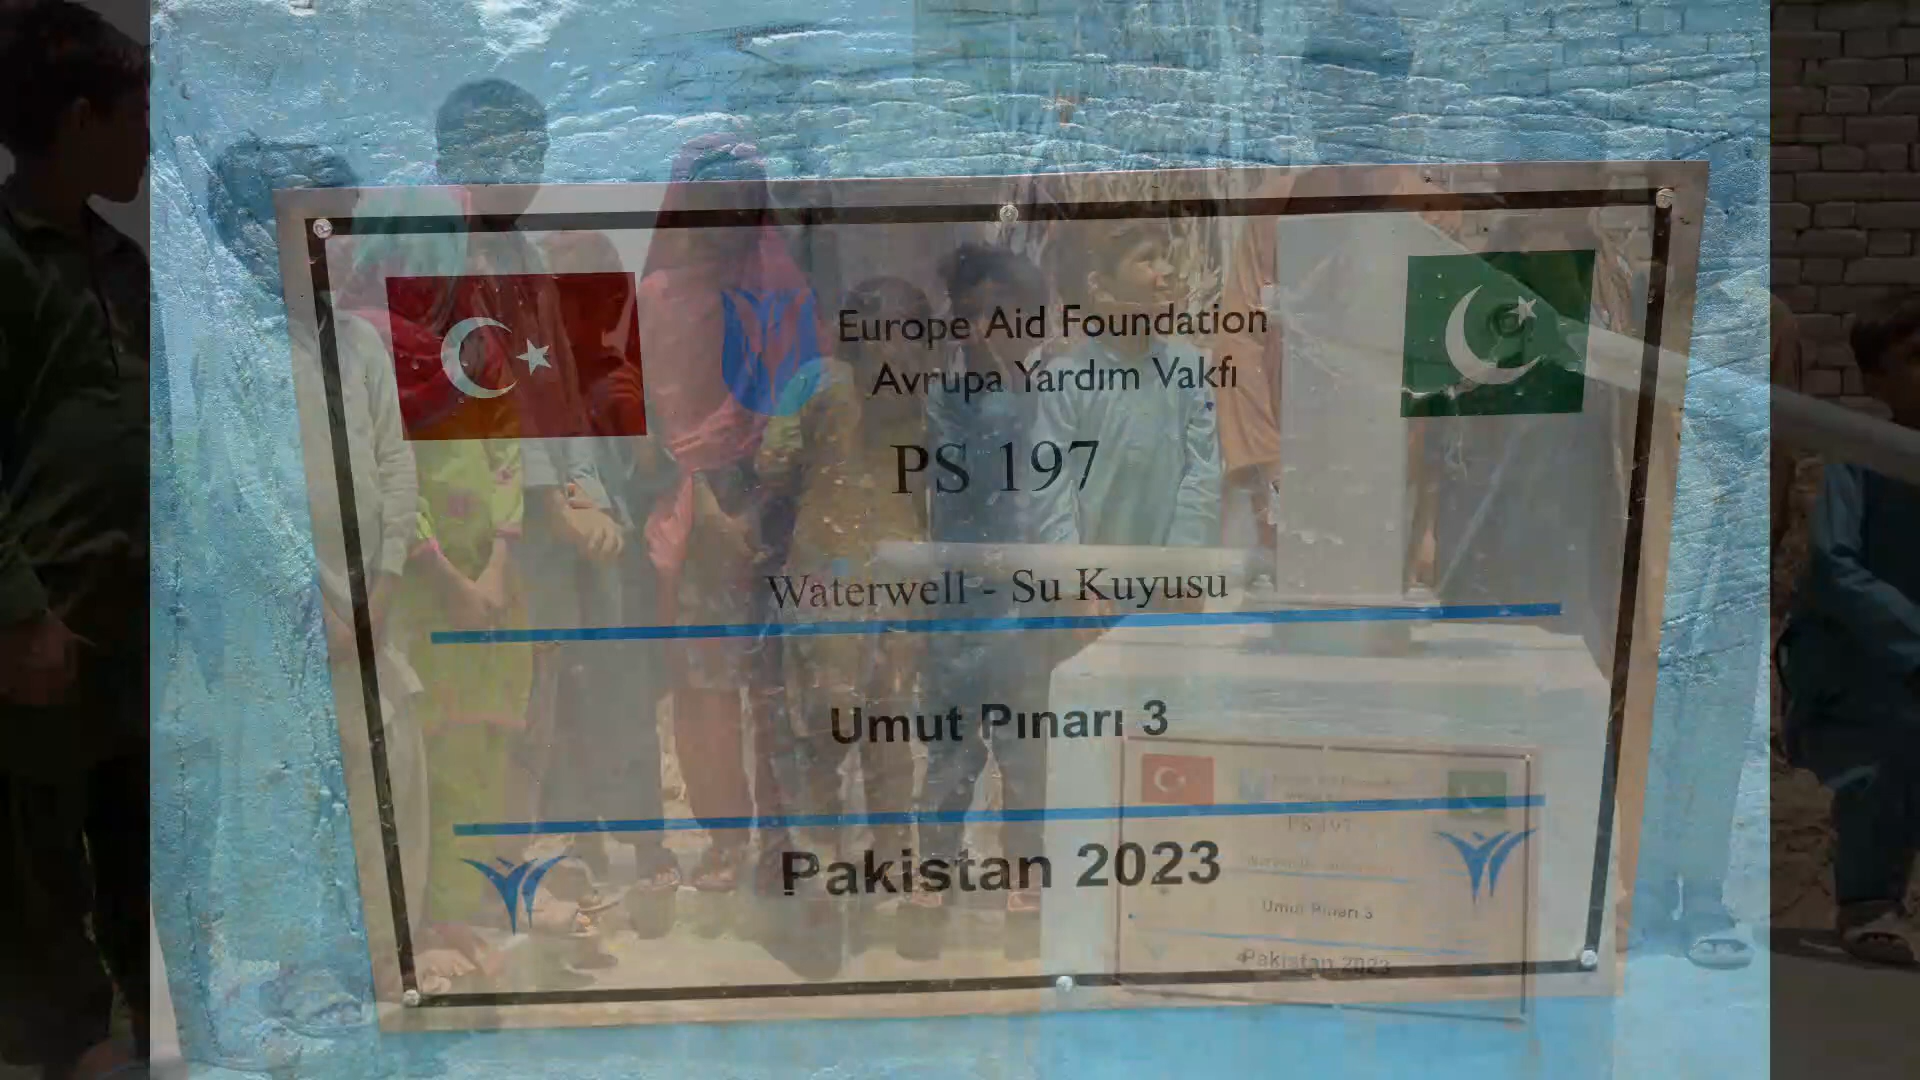 Europe Aid Foundation
Avrupa Yardım Vakfı
PS 197
Waterwell - Su Kuyusu
Umut Pınarı 3
Pakistan 2023
PS 197
Umut Pınarı 3
Pakistan 2023